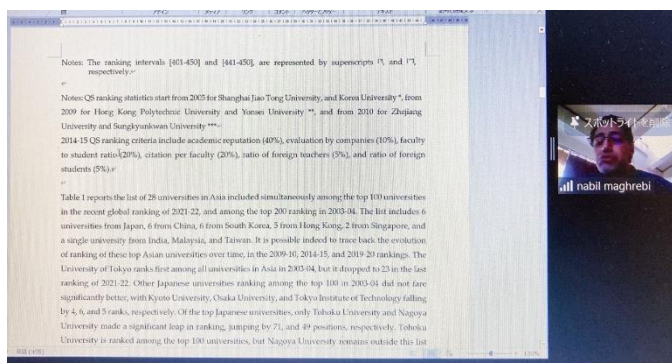 Notes: The ranking intervals [401-450] and [441-450], are represented by superscripts
respectively.
Notes: QS ranking statistics start from 2005 for Shanghai Jiao Tong University, and Korea University *, from
2009 for Hong Kong Polytechnic University and Yonsei University **, and from 2010 for Zhejiang
University and Sungkyunkwan University ***
2014-15 QS ranking criteria include academic reputation (40%), evaluation by companies (10%), faculty
to student ratio (20%), citation per faculty (20%), ratio of foreign teachers (5%), and ratio of foreign
students (5%).
Table 1 reports the list of 28 universities in Asia included simultaneously among the top 100 universities
in the recent global ranking of 2021-22, and among the top 200 ranking in 2003-04. The list includes 6
universities from Japan, 6 from China, 6 from South Korea, 5 from Hong Kong, 2 from Singapore, and
a single university from India, Malaysia, and Taiwan. It is possible indeed to trace back the evolution
of ranking of these top Asian universities over time, in the 2009-10, 2014-15, and 2019-20 rankings. The
University of Tokyo ranks first among all universities in Asia in 2003-04, but it dropped to 23 in the last
ranking of 2021-22. Other Japanese universities ranking among the top 100 in 2003-04 did not fare
significantly better, with Kyoto University, Osaka University, and Tokyo Institute of Technology falling
by 4, 6, and 5 ranks, respectively. Of the top Japanese universities, only Tohoku University and Nagoya
University made a significant leap in ranking, jumping by 71, and 49 positions, respectively. Tohoku
University is ranked among the top 100 universities, but Nagoya University remains outside this list
スポットライトを削除
nabil maghrebi